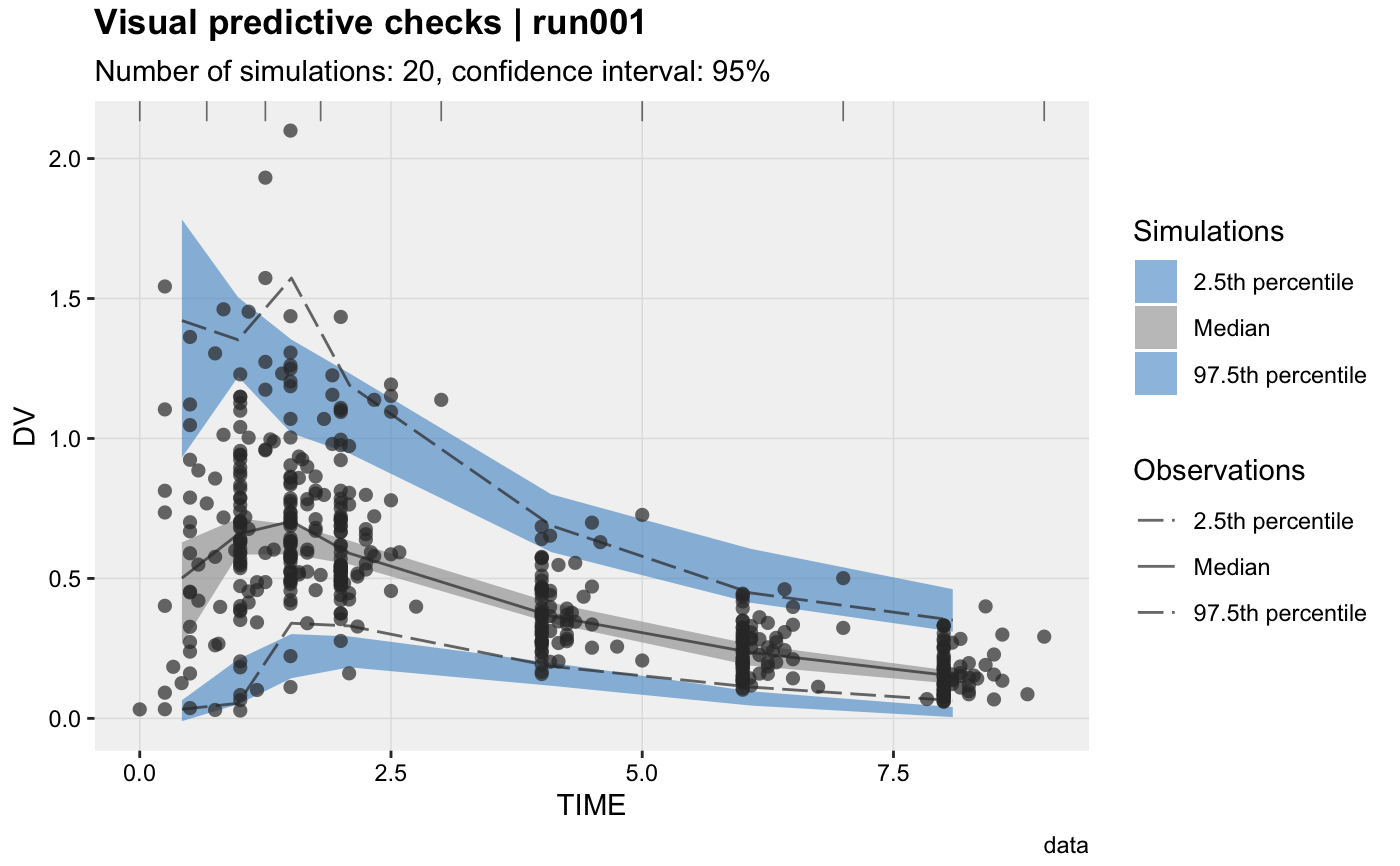 Visual predictive checks | run001
Number of simulations: 20, confidence interval: 95%
DV
2.0
1.5
1.0
0.5
0.0
0.0 2.5 5.0 7.5
TIME
Simulations
2.5th percentile
Median
97.5th percentile
Observations
2.5th percentile
Median
97.5th percentile
data